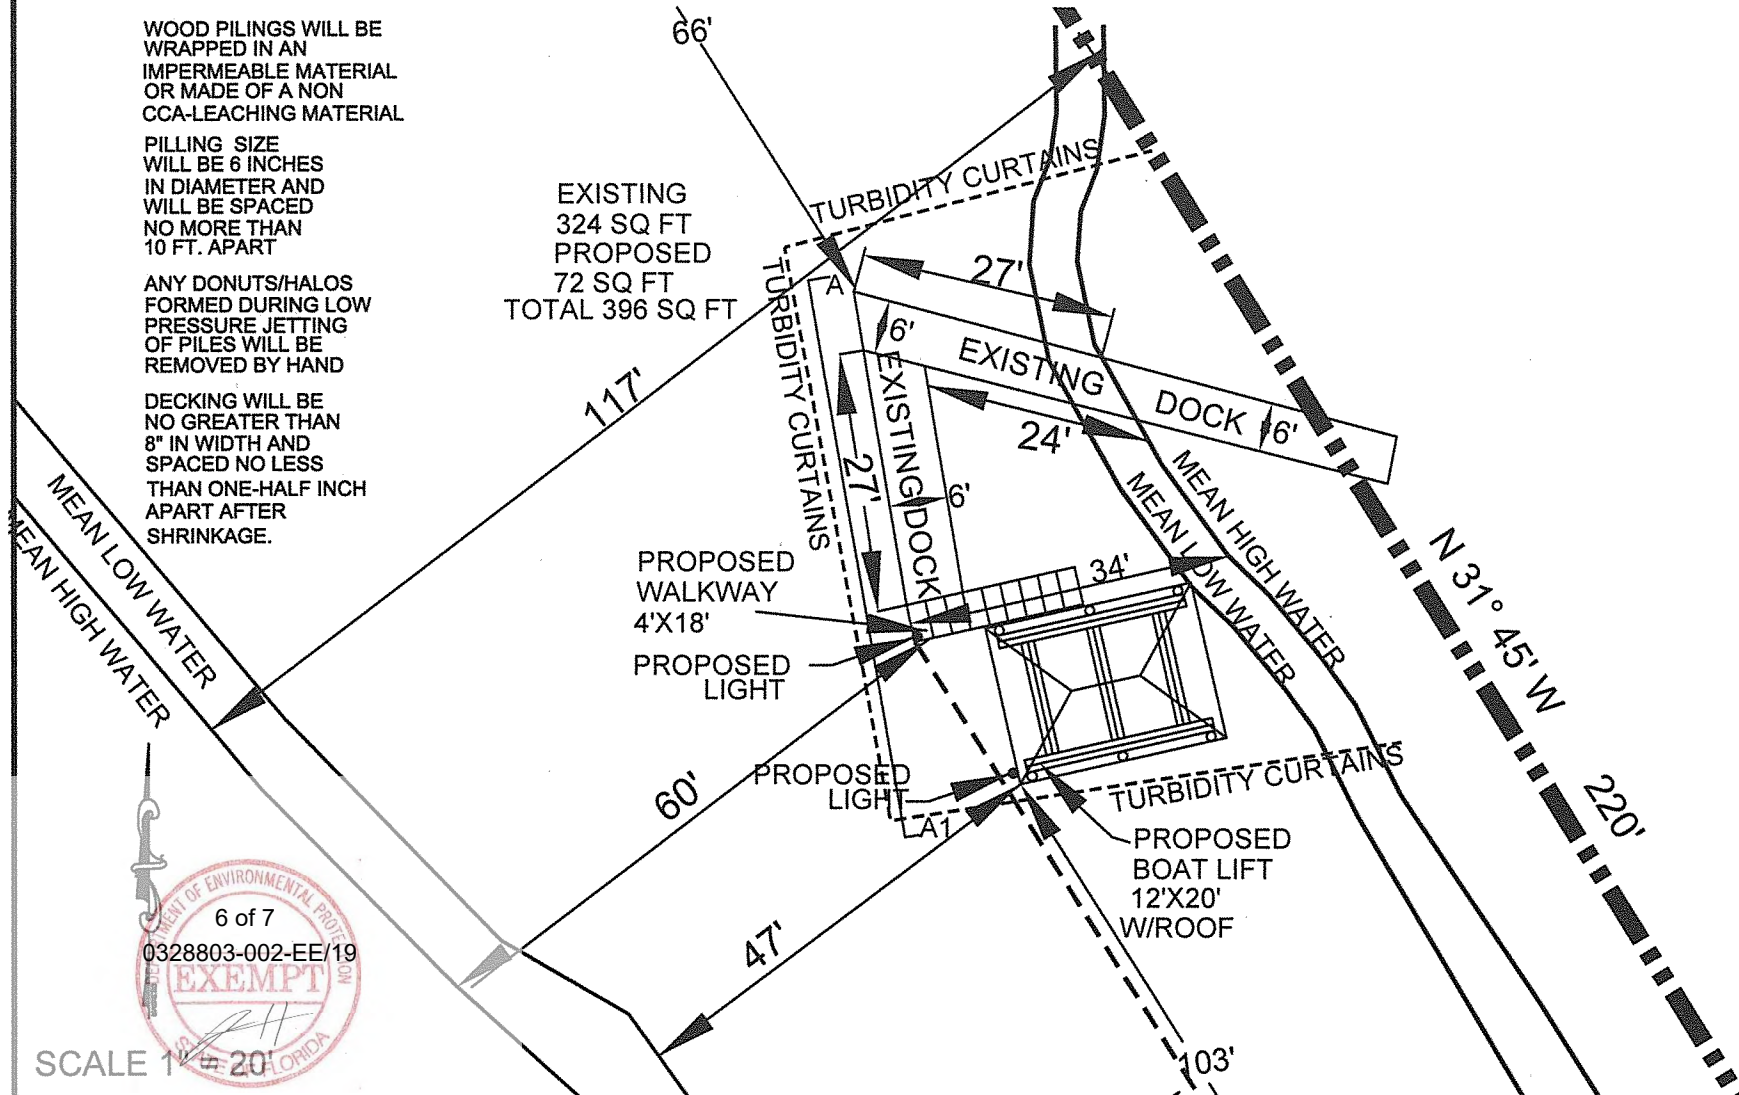 WOOD PILINGS WILL BE
WRAPPED IN AN
IMPERMEABLE MATERIAL
OR MADE OF A NON
CCA-LEACHING MATERIAL
PILLING SIZE
WILL BE 6 INCHES
IN DIAMETER AND
WILL BE SPACED
NO MORE THAN
10 FT. APART
ANY DONUTS/HALOS
FORMED DURING LOW
PRESSURE JETTING
OF PILES WILL BE
REMOVED BY HAND
DECKING WILL BE
NO GREATER THAN
8" IN WIDTH AND
SPACED NO LESS
THAN ONE-HALF INCH
APART AFTER
SHRINKAGE.
66'
EXISTING
324 SQ FT
PROPOSED
72 SQ FT
TOTAL 396 SQ FT
TURBIDITY CURTAINS
TURBIDITY CURTAINS
A
27'
6'
EXISTING DOCK
6'
24'
117'
EXISTING DOCK
27'
6'
MEAN LOW WATER
MEAN HIGH WATER
MEAN LOW WATER
MEAN HIGH WATER
N 31° 45' W
220'
PROPOSED
WALKWAY
4'X18'
34'
PROPOSED
LIGHT
PROPOSED
LIGHT
60'
A1
TURBIDITY CURTAINS
PROPOSED
BOAT LIFT
12'X20'
W/ROOF
47'
103'
DEPARTMENT OF ENVIRONMENTAL PROTECTION
6 of 7
0328803-002-EE/19
EXEMPT
STATE OF FLORIDA
SCALE 1" = 20'